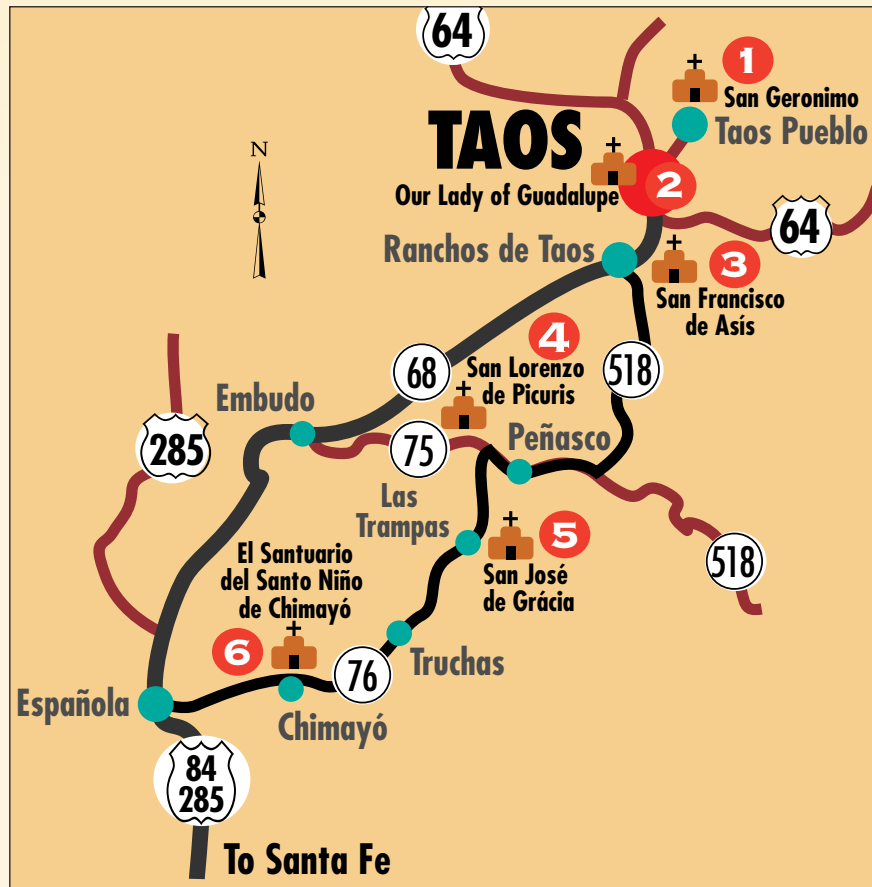 64
1
San Geronimo
Taos Pueblo
TAOS
N
2
Our Lady of Guadalupe
64
Ranchos de Taos
3
San Francisco
de Asís
4
68
San Lorenzo
de Picuris
518
Embudo
285
75
Peñasco
Las
Trampas
5
518
El Santuario
del Santo Niño
de Chimayó
San José
de Grácia
6
76
Truchas
Española
Chimayó
84
285
To Santa Fe